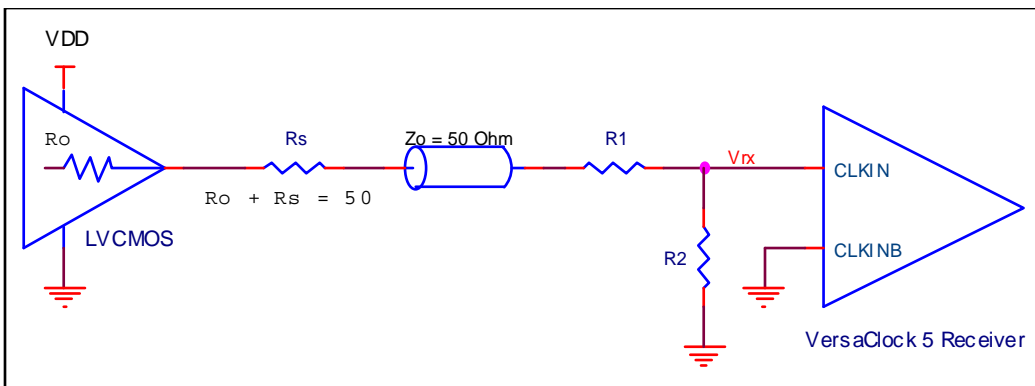 VDD
Ro
Rs
Zo = 50 Ohm
R1
Vrx
CLKIN
Ro + Rs = 50
LVCMOS
R2
CLKINB
VersaClock 5 Receiver